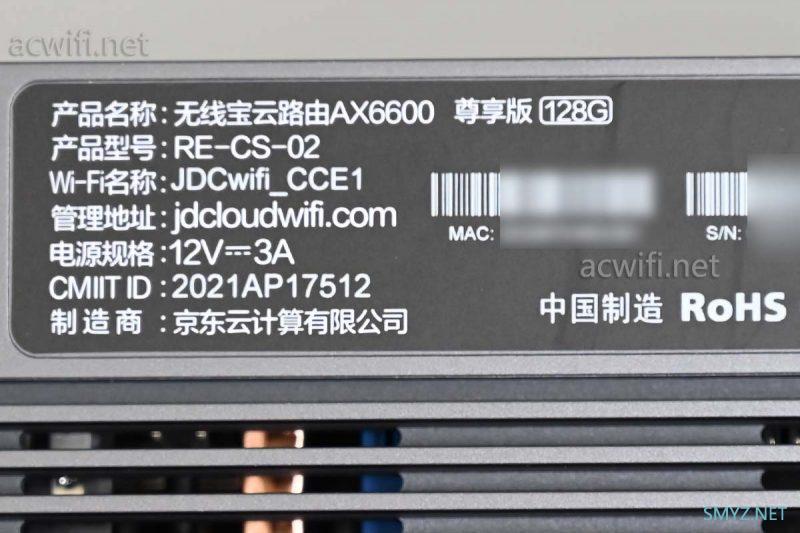 acwifi.net
产品名称:无线宝云路由AX6600 尊享版 128G
产品型号:RE-CS-02
Wi-Fi名称:JDCwifi_CCE1
管理地址:jdcloudwifi.com
电源规格:12V⎓3A
CMIIT ID:2021AP17512
制造商:京东云计算有限公司
MAC:
S/N:
acwifi.net
中国制造 RoHS
SMYZ.NET